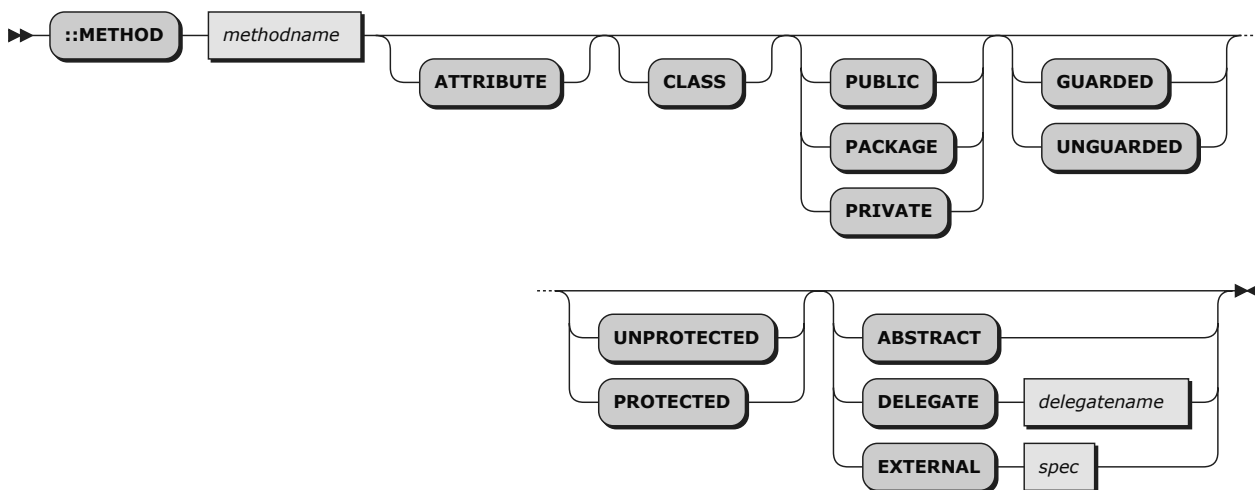 ::METHOD methodname
ATTRIBUTE CLASS PUBLIC GUARDED
PACKAGE UNGUARDED
PRIVATE
UNPROTECTED ABSTRACT
PROTECTED DELEGATE delegatename
EXTERNAL spec